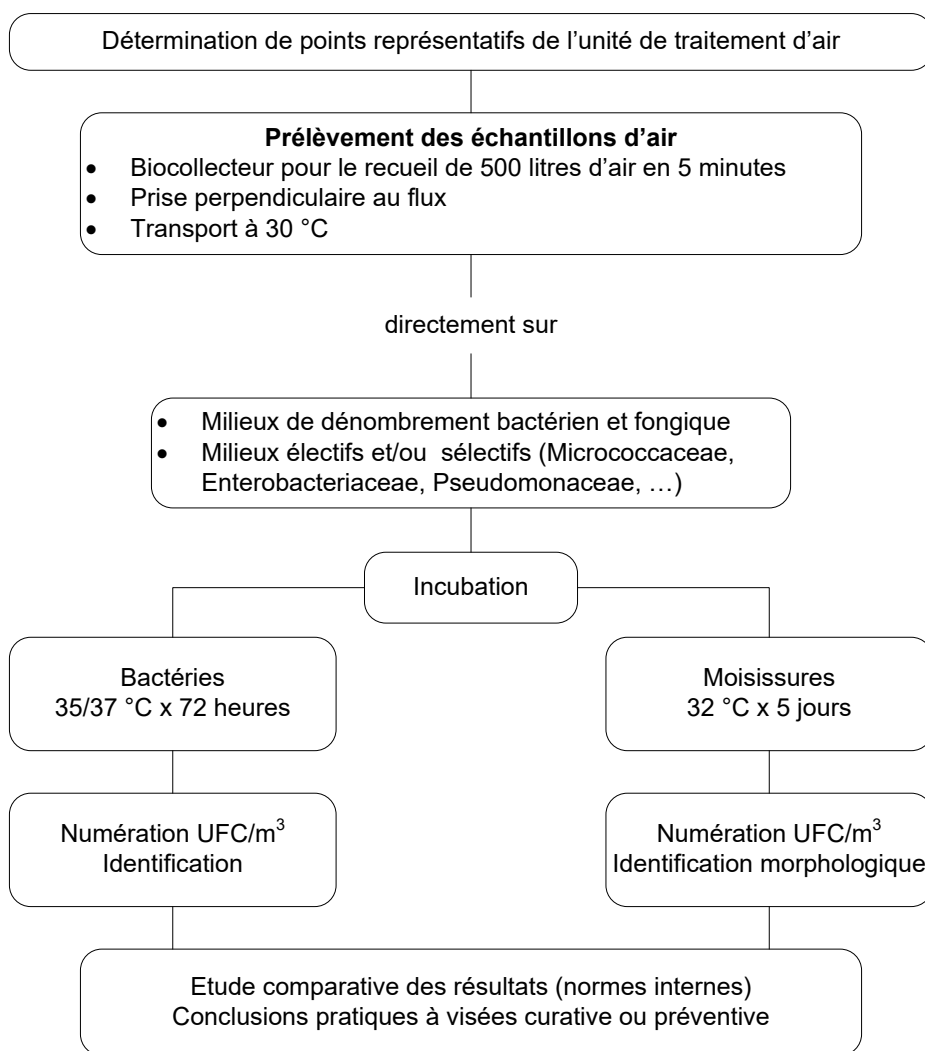 Détermination de points représentatifs de l’unité de traitement d’air
Prélèvement des échantillons d’air
• Biocollecteur pour le recueil de 500 litres d’air en 5 minutes
• Prise perpendiculaire au flux
• Transport à 30 °C
directement sur
• Milieux de dénombrement bactérien et fongique
• Milieux électifs et/ou sélectifs (Micrococcaceae,
Enterobacteriaceae, Pseudomonaceae, …)
Incubation
Bactéries
35/37 °C x 72 heures
Moisissures
32 °C x 5 jours
Numération UFC/m³
Identification
Numération UFC/m³
Identification morphologique
Etude comparative des résultats (normes internes)
Conclusions pratiques à visées curative ou préventive